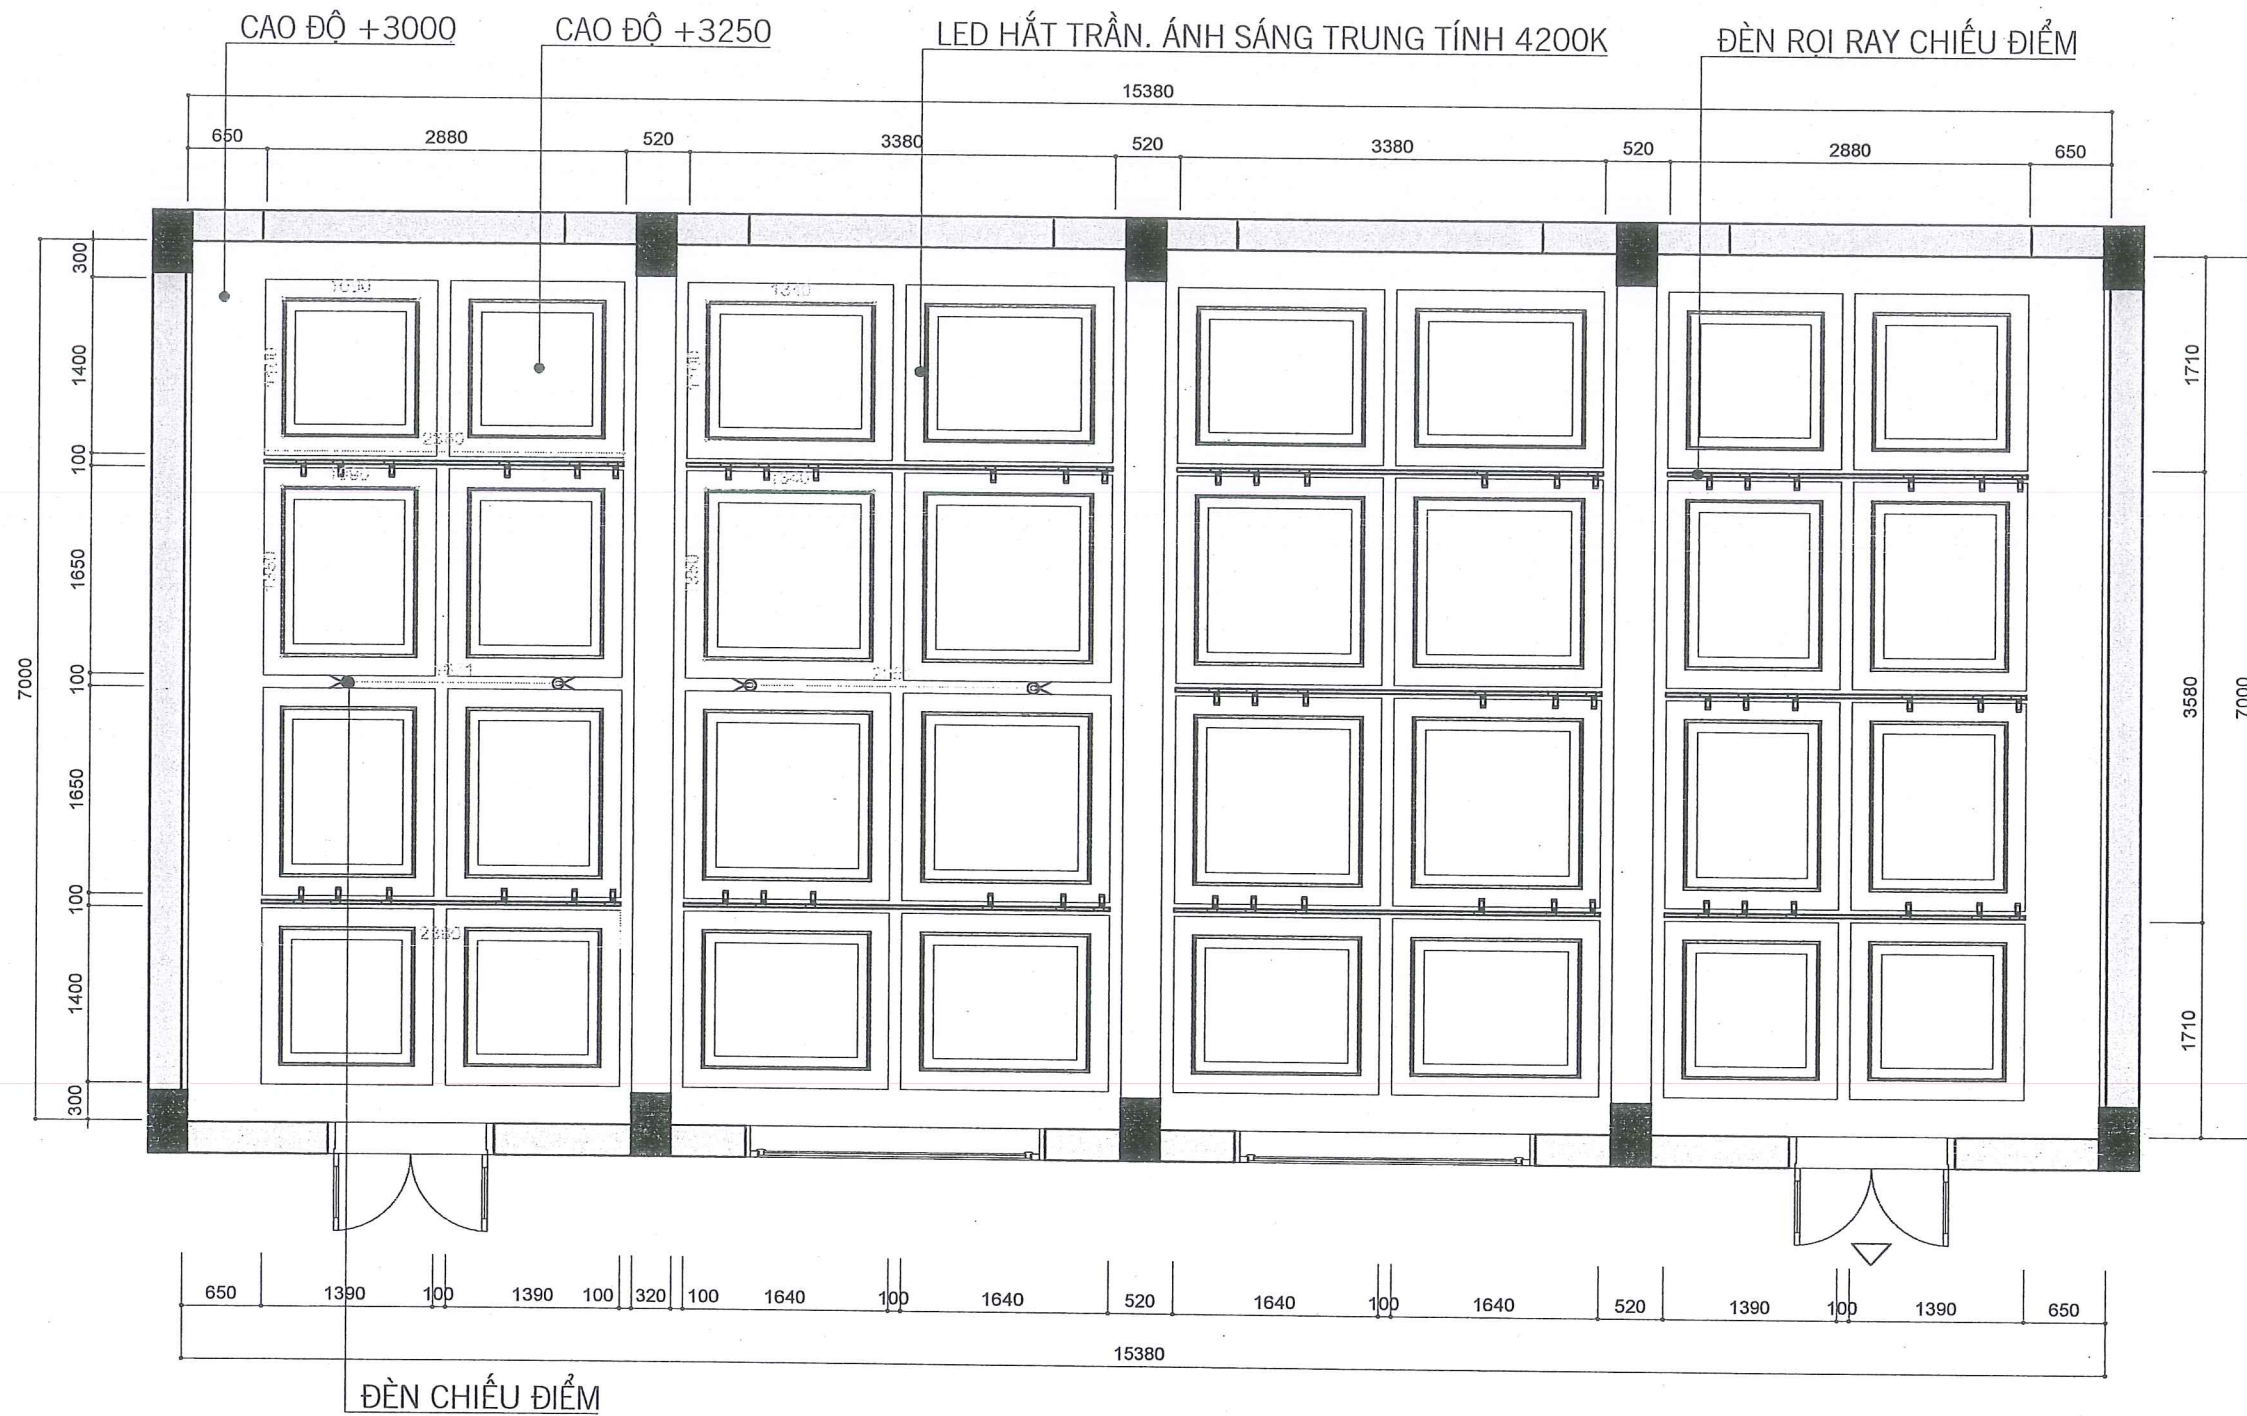 CAO ĐỘ +3000
CAO ĐỘ +3250
LED HẮT TRẦN. ÁNH SÁNG TRUNG TÍNH 4200K
ĐÈN RỌI RAY CHIẾU ĐIỂM
15380
650 2880 520 3380 520 3380 520 2880 650
300
1400
100
1650
100
1650
100
1400
300
7000
1340
1340
2880
1710
3580
1710
7000
650 1390 100 1390 100 320 100 1640 100 1640 520 1640 100 1640 520 1390 100 1390 650
15380
ĐÈN CHIẾU ĐIỂM